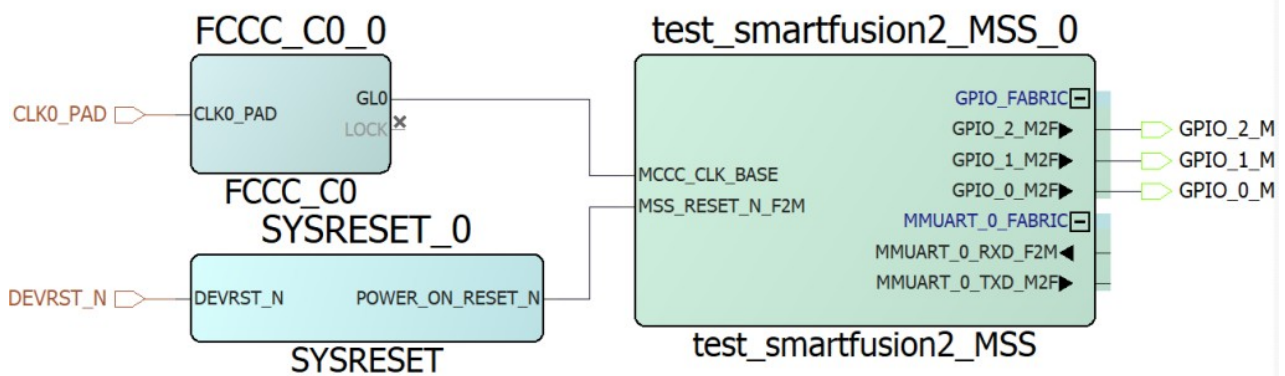 FCCC_C0_0
CLK0_PAD
CLK0_PAD
GL0
LOCK
FCCC_C0
SYSRESET_0
DEVRST_N
DEVRST_N
POWER_ON_RESET_N
SYSRESET
test_smartfusion2_MSS_0
MCCC_CLK_BASE
MSS_RESET_N_F2M
GPIO_FABRIC
GPIO_2_M2F
GPIO_1_M2F
GPIO_0_M2F
MMUART_0_FABRIC
MMUART_0_RXD_F2M
MMUART_0_TXD_M2F
test_smartfusion2_MSS
GPIO_2_M
GPIO_1_M
GPIO_0_M